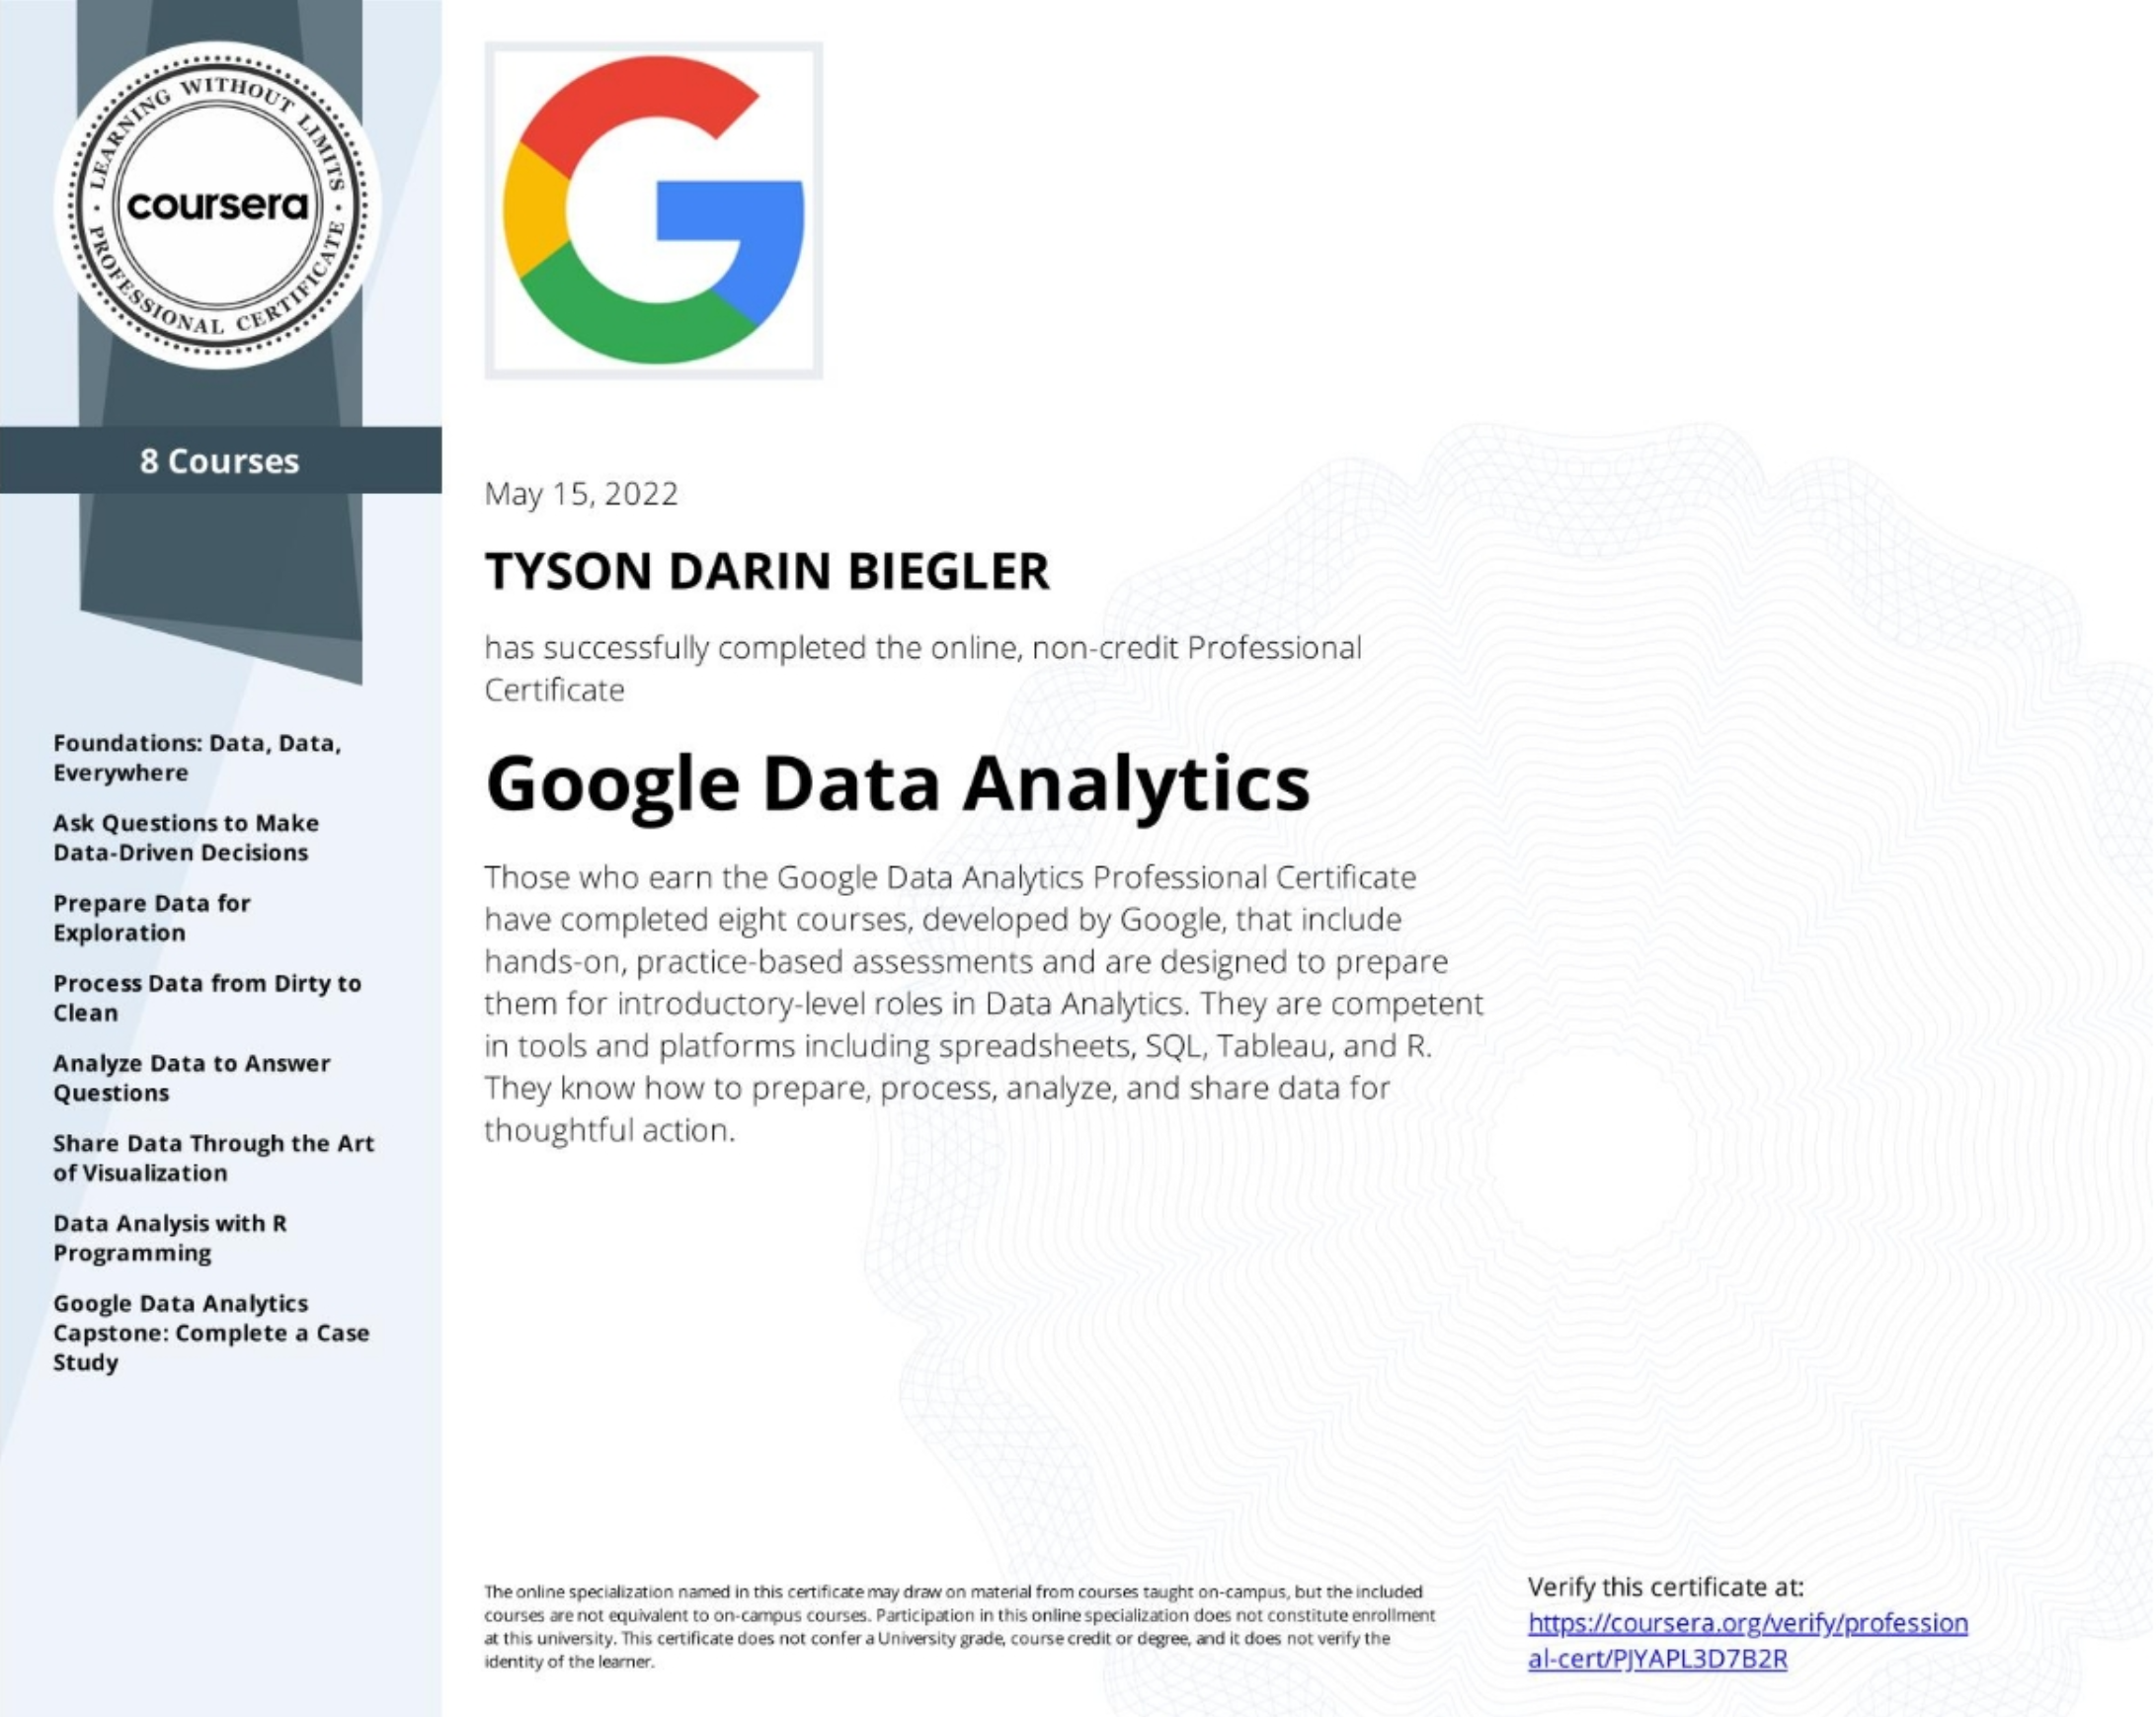 LEARNING WITHOUT LIMITS
coursera
PROFESSIONAL CERTIFICATE
8 Courses
Foundations: Data, Data,
Everywhere
Ask Questions to Make
Data-Driven Decisions
Prepare Data for
Exploration
Process Data from Dirty to
Clean
Analyze Data to Answer
Questions
Share Data Through the Art
of Visualization
Data Analysis with R
Programming
Google Data Analytics
Capstone: Complete a Case
Study
G
May 15, 2022
TYSON DARIN BIEGLER
has successfully completed the online, non-credit Professional
Certificate
Google Data Analytics
Those who earn the Google Data Analytics Professional Certificate
have completed eight courses, developed by Google, that include
hands-on, practice-based assessments and are designed to prepare
them for introductory-level roles in Data Analytics. They are competent
in tools and platforms including spreadsheets, SQL, Tableau, and R.
They know how to prepare, process, analyze, and share data for
thoughtful action.
The online specialization named in this certificate may draw on material from courses taught on-campus, but the included
courses are not equivalent to on-campus courses. Participation in this online specialization does not constitute enrollment
at this university. This certificate does not confer a University grade, course credit or degree, and it does not verify the
identity of the learner.
Verify this certificate at:
https://coursera.org/verify/profession
al-cert/PJYAPL3D7B2R